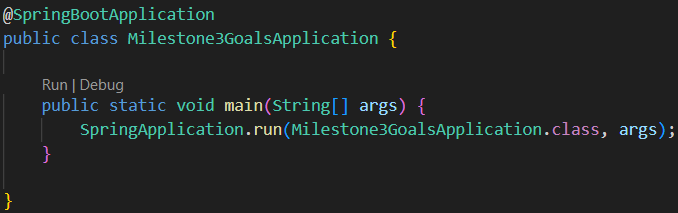 @SpringBootApplication
public class Milestone3GoalsApplication {
Run | Debug
public static void main(String[] args) {
SpringApplication.run(Milestone3GoalsApplication.class, args);
}
}